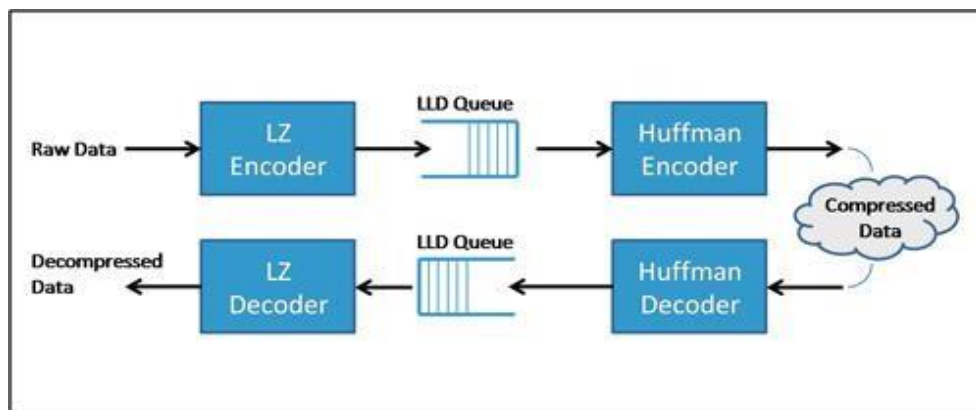 Raw Data
LZ
Encoder
LLD Queue
Huffman
Encoder
Compressed
Data
Decompressed
Data
LZ
Decoder
LLD Queue
Huffman
Decoder